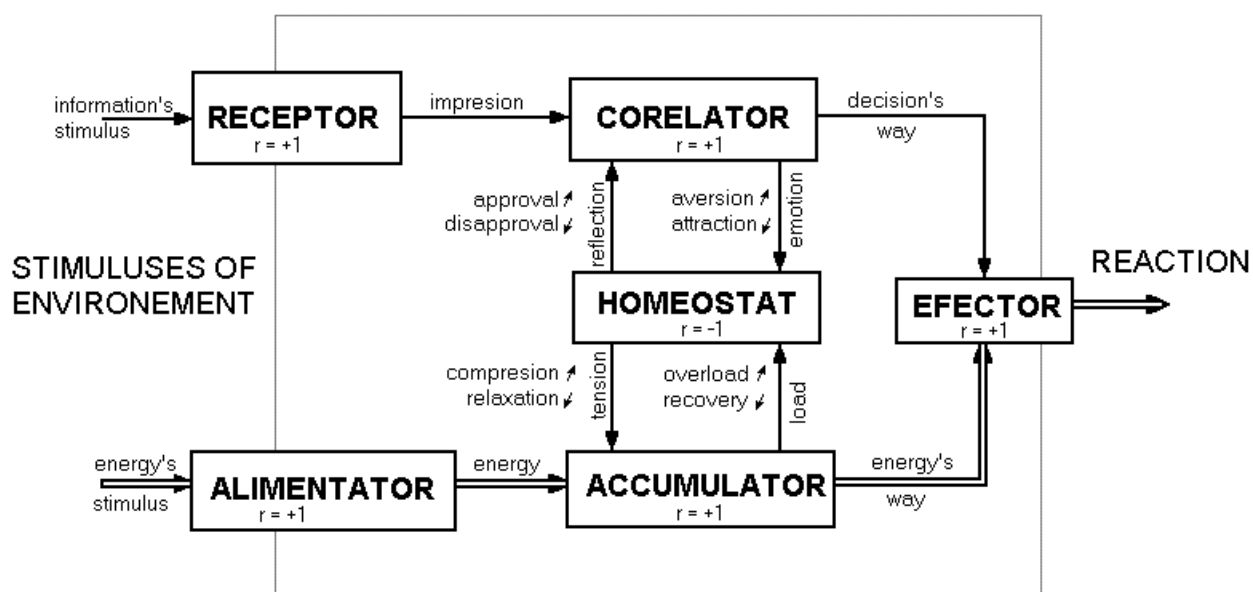 information's
stimulus
RECEPTOR
r = +1
impresion
CORELATOR
r = +1
decision's
way
approval
disapproval
reflection
aversion
attraction
emotion
STIMULUSES OF
ENVIRONEMENT
HOMEOSTAT
r = -1
EFECTOR
r = +1
REACTION
compresion
relaxation
tension
overload
recovery
load
energy's
stimulus
ALIMENTATOR
r = +1
energy
ACCUMULATOR
r = +1
energy's
way